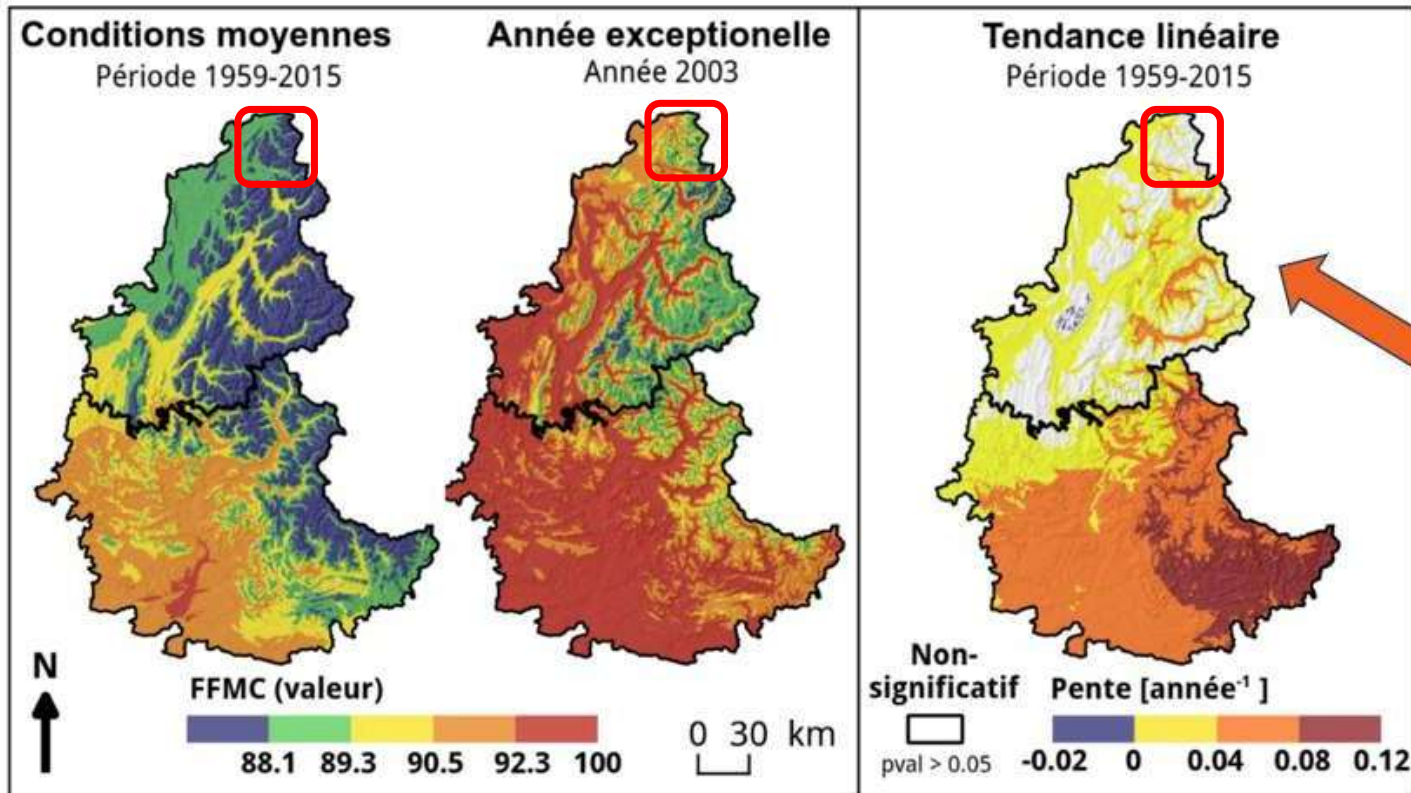 Conditions moyennes
Période 1959-2015
Année exceptionelle
Année 2003
Tendance linéaire
Période 1959-2015
N
FFMC (valeur)
88.1 89.3 90.5 92.3 100
0 30 km
Non-
significatif
pval > 0.05
Pente [année⁻¹ ]
-0.02 0 0.04 0.08 0.12